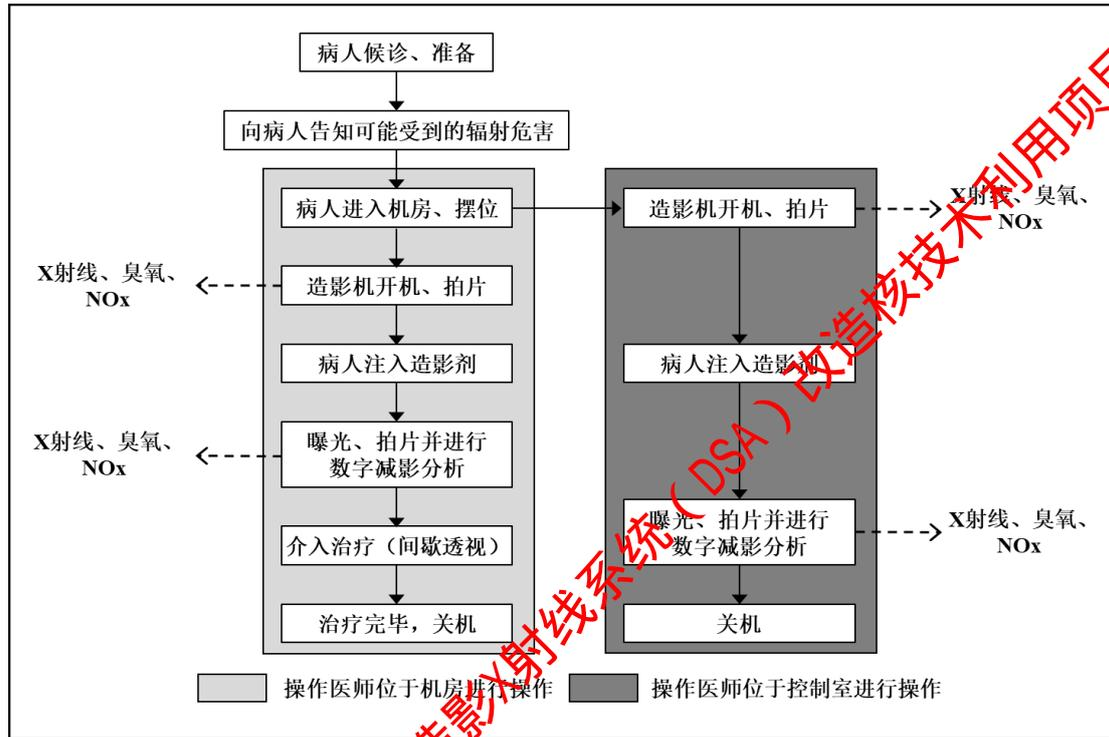 病人候诊、准备
向病人告知可能受到的辐射危害
病人进入机房、摆位
造影机开机、拍片
X射线、臭氧、
NOx
X射线、臭氧、
NOx
造影机开机、拍片
病人注入造影剂
病人注入造影剂
X射线、臭氧、
NOx
曝光、拍片并进行
数字减影分析
曝光、拍片并进行
数字减影分析
X射线、臭氧、
NOx
介入治疗（间歇透视）
治疗完毕，关机
关机
操作医师位于机房进行操作
操作医师位于控制室进行操作
造影X射线系统（DSA）改造核技术利用项目